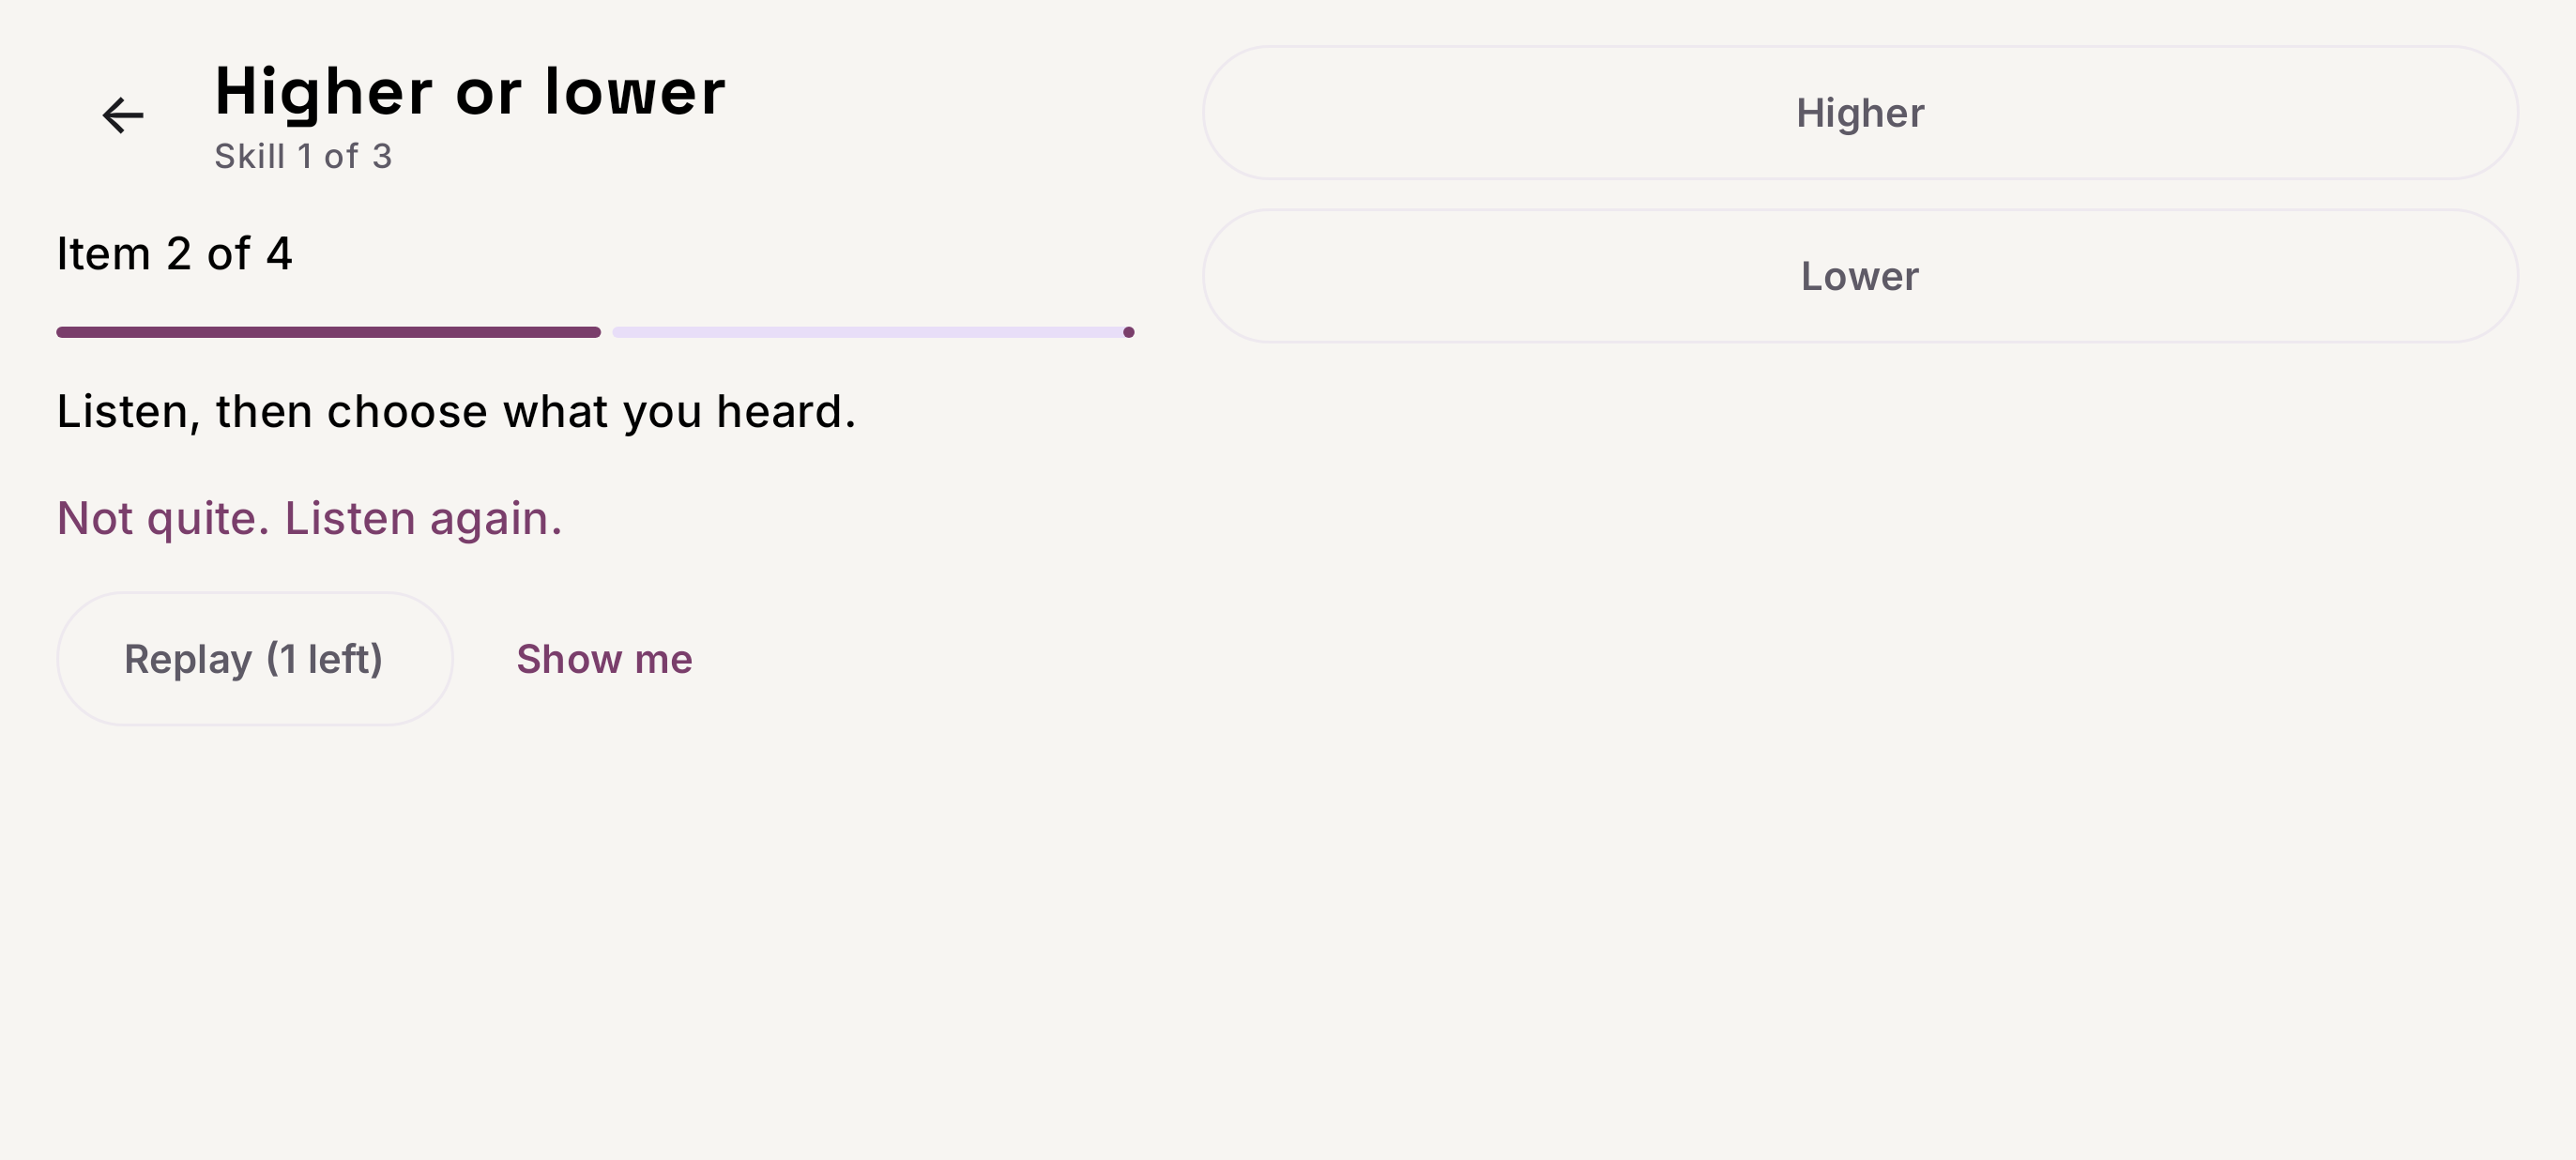 Higher or lower
Skill 1 of 3
Item 2 of 4
Listen, then choose what you heard.
Not quite. Listen again.
Replay (1 left)
Show me
Higher
Lower